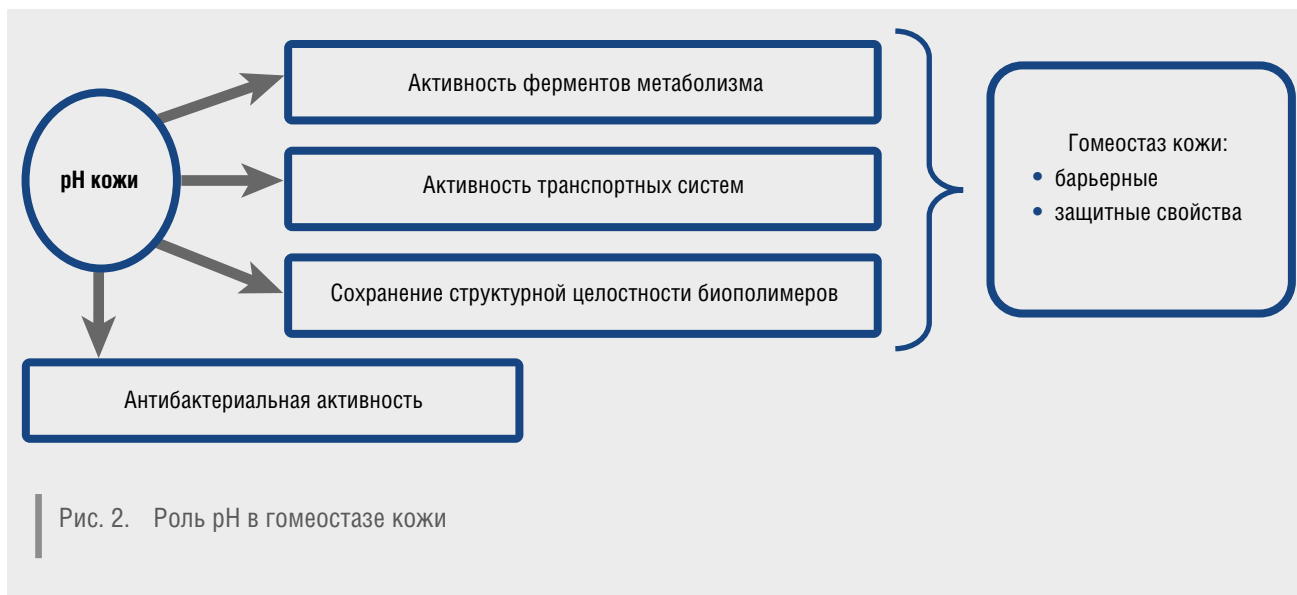 Активность ферментов метаболизма
pH кожи
Активность транспортных систем
Сохранение структурной целостности биополимеров
Антибактериальная активность
Гомеостаз кожи:
• барьерные
• защитные свойства
Рис. 2. Роль pH в гомеостазе кожи